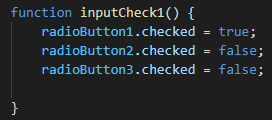 function inputCheck1() {
    radioButton1.checked = true;
    radioButton2.checked = false;
    radioButton3.checked = false;
}